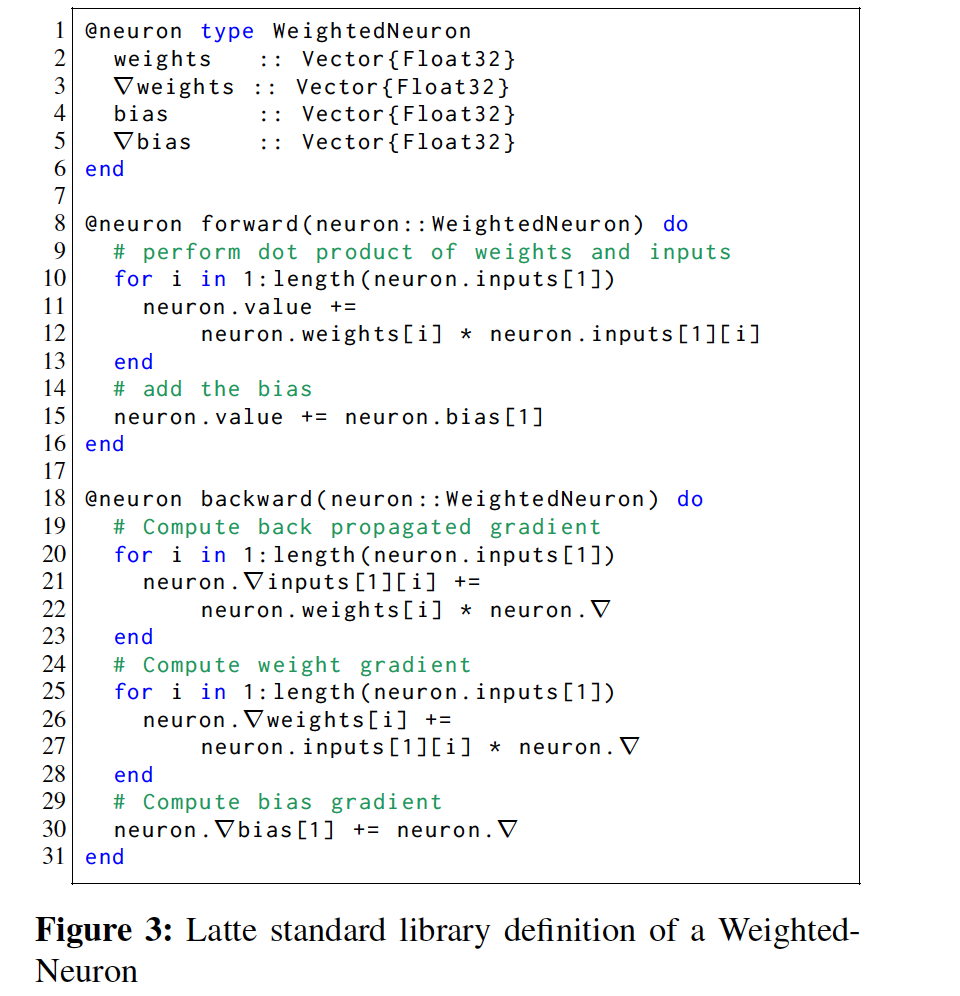 1 @neuron type WeightedNeuron
2   weights   :: Vector{Float32}
3   ∇weights :: Vector{Float32}
4   bias      :: Vector{Float32}
5   ∇bias     :: Vector{Float32}
6 end
7
8 @neuron forward(neuron::WeightedNeuron) do
9   # perform dot product of weights and inputs
10   for i in 1:length(neuron.inputs[1])
11     neuron.value +=
12         neuron.weights[i] * neuron.inputs[1][i]
13   end
14   # add the bias
15   neuron.value += neuron.bias[1]
16 end
17
18 @neuron backward(neuron::WeightedNeuron) do
19   # Compute back propagated gradient
20   for i in 1:length(neuron.inputs[1])
21     neuron.∇inputs[1][i] +=
22         neuron.weights[i] * neuron.∇
23   end
24   # Compute weight gradient
25   for i in 1:length(neuron.inputs[1])
26     neuron.∇weights[i] +=
27         neuron.inputs[1][i] * neuron.∇
28   end
29   # Compute bias gradient
30   neuron.∇bias[1] += neuron.∇
31 end
Figure 3: Latte standard library definition of a Weighted-
Neuron